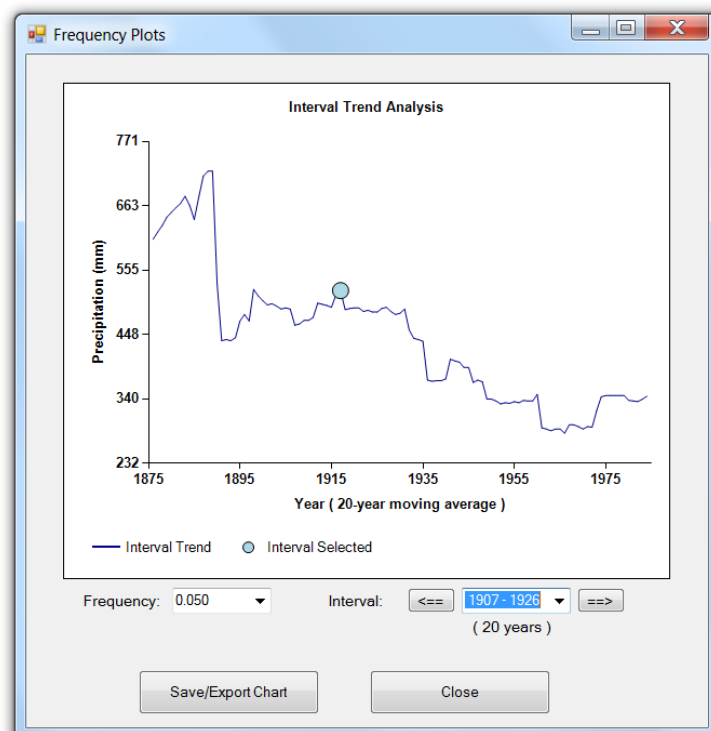 Frequency Plots
Interval Trend Analysis
Precipitation (mm)
771
663
555
448
340
232
1875 1895 1915 1935 1955 1975
Year ( 20-year moving average )
Interval Trend Interval Selected
Frequency: 0.050 Interval: <== 1907 - 1926 ==>
( 20 years )
Save/Export Chart Close